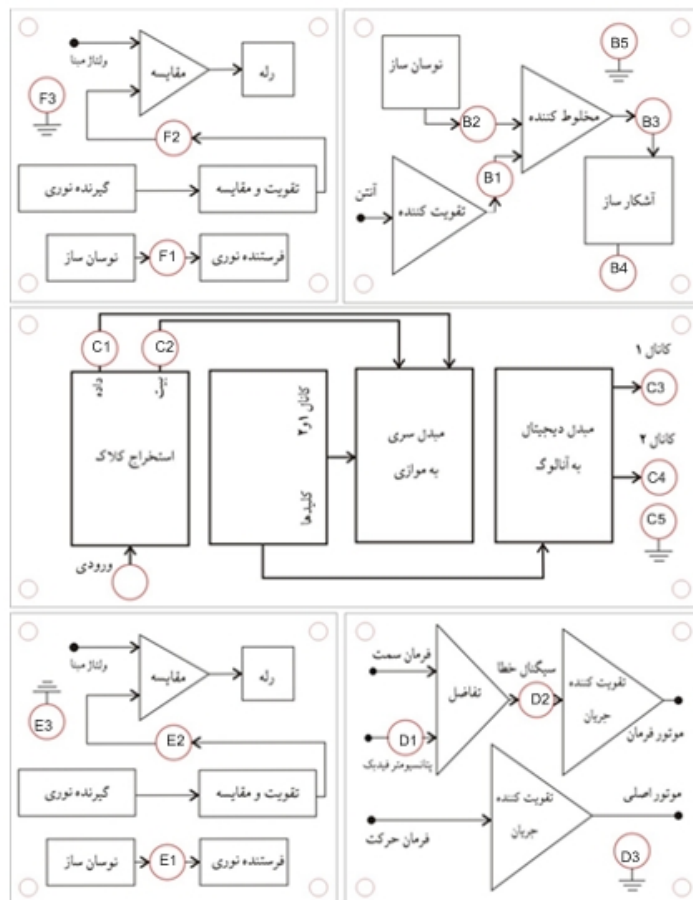 ولتاژ مبنا
مقایسه
رله
F3
F2
گیرنده نوری
تقویت و مقایسه
نوسان ساز
F1
فرستنده نوری
B5
نوسان ساز
B2
مخلوط کننده
B3
B1
آنتن
تقویت کننده
آشکار ساز
B4
C1
C2
داده
بیت
استخراج کلاک
ورودی
کانال ۱و۲
کلیدها
مبدل سری
به موازی
مبدل دیجیتال
به آنالوگ
کانال ۱
C3
کانال ۲
C4
C5
ولتاژ مبنا
مقایسه
رله
E3
E2
گیرنده نوری
تقویت و مقایسه
نوسان ساز
E1
فرستنده نوری
فرمان سمت
تفاضل
سیگنال خطا
D1
D2
پتانسیومتر فیدبک
تقویت کننده
جریان
موتور فرمان
فرمان حرکت
تقویت کننده
جریان
موتور اصلی
D3